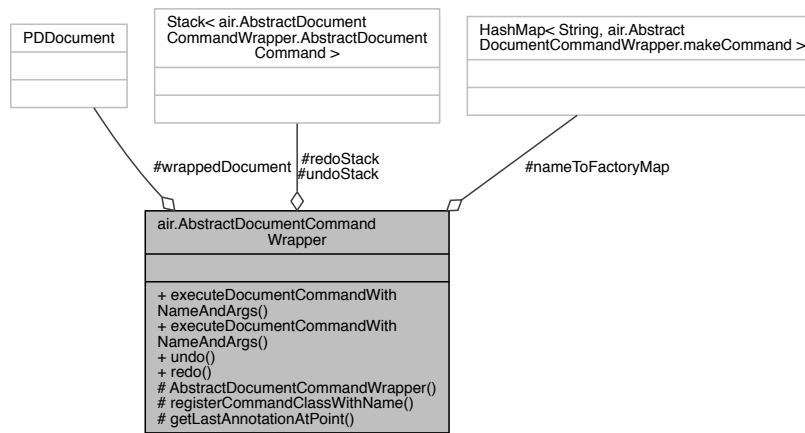 PDDocument
Stack< air.AbstractDocument
CommandWrapper.AbstractDocument
Command >
HashMap< String, air.Abstract
DocumentCommandWrapper.makeCommand >
#wrappedDocument
#redoStack
#undoStack
#nameToFactoryMap
air.AbstractDocumentCommand
Wrapper
+ executeDocumentCommandWith
NameAndArgs()
+ executeDocumentCommandWith
NameAndArgs()
+ undo()
+ redo()
# AbstractDocumentCommandWrapper()
# registerCommandClassWithName()
# getLastAnnotationAtPoint()